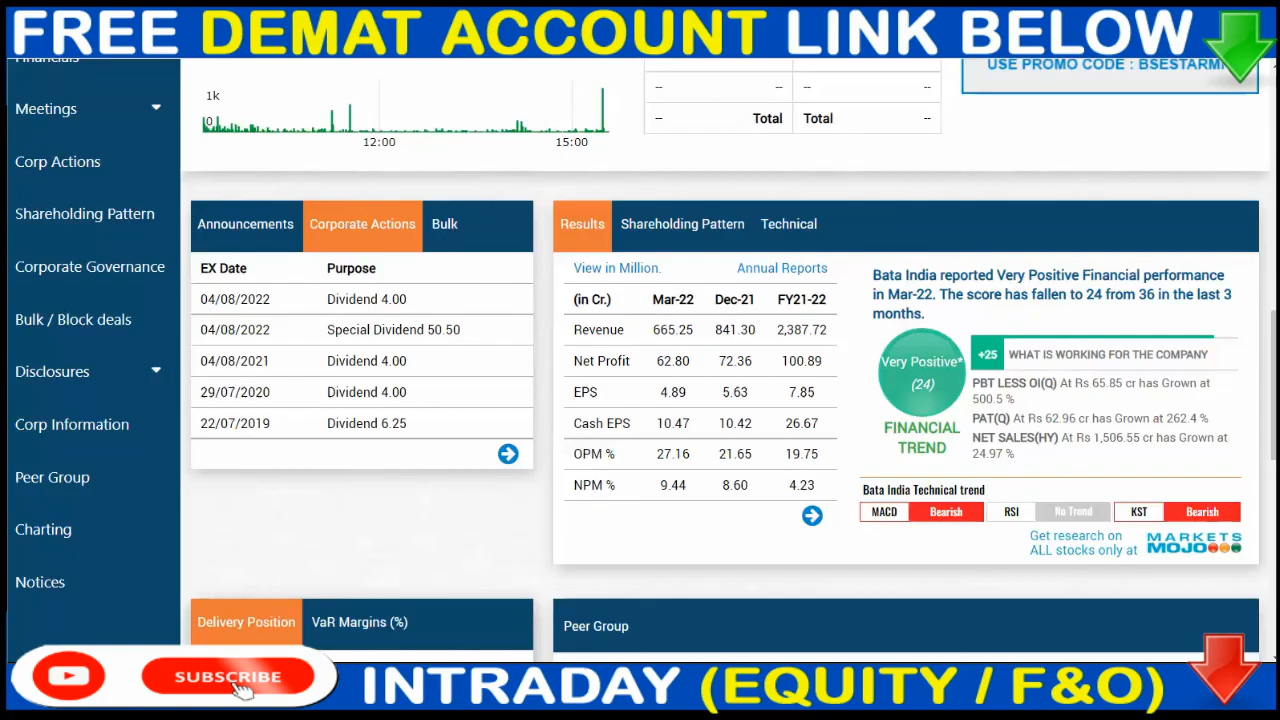 FREE DEMAT ACCOUNT LINK BELOW
Financials
Meetings
Corp Actions
Shareholding Pattern
Corporate Governance
Bulk / Block deals
Disclosures
Corp Information
Peer Group
Charting
Notices
1k
0
12:00 15:00
-- -- -- --
-- Total Total --
USE PROMO CODE : BSESTARM
Announcements Corporate Actions Bulk
EX Date Purpose
04/08/2022 Dividend 4.00
04/08/2022 Special Dividend 50.50
04/08/2021 Dividend 4.00
29/07/2020 Dividend 4.00
22/07/2019 Dividend 6.25
Results Shareholding Pattern Technical
View in Million. Annual Reports
(in Cr.) Mar-22 Dec-21 FY21-22
Revenue 665.25 841.30 2,387.72
Net Profit 62.80 72.36 100.89
EPS 4.89 5.63 7.85
Cash EPS 10.47 10.42 26.67
OPM % 27.16 21.65 19.75
NPM % 9.44 8.60 4.23
Bata India reported Very Positive Financial performance
in Mar-22. The score has fallen to 24 from 36 in the last 3
months.
Very Positive*
(24)
FINANCIAL
TREND
+25 WHAT IS WORKING FOR THE COMPANY
PBT LESS OI(Q) At Rs 65.85 cr has Grown at
500.5 %
PAT(Q) At Rs 62.96 cr has Grown at 262.4 %
NET SALES(HY) At Rs 1,506.55 cr has Grown at
24.97 %
Bata India Technical trend
MACD Bearish RSI No Trend KST Bearish
Get research on
ALL stocks only at
MARKETS
MOJO
Delivery Position VaR Margins (%)
Peer Group
SUBSCRIBE
INTRADAY (EQUITY / F&O)